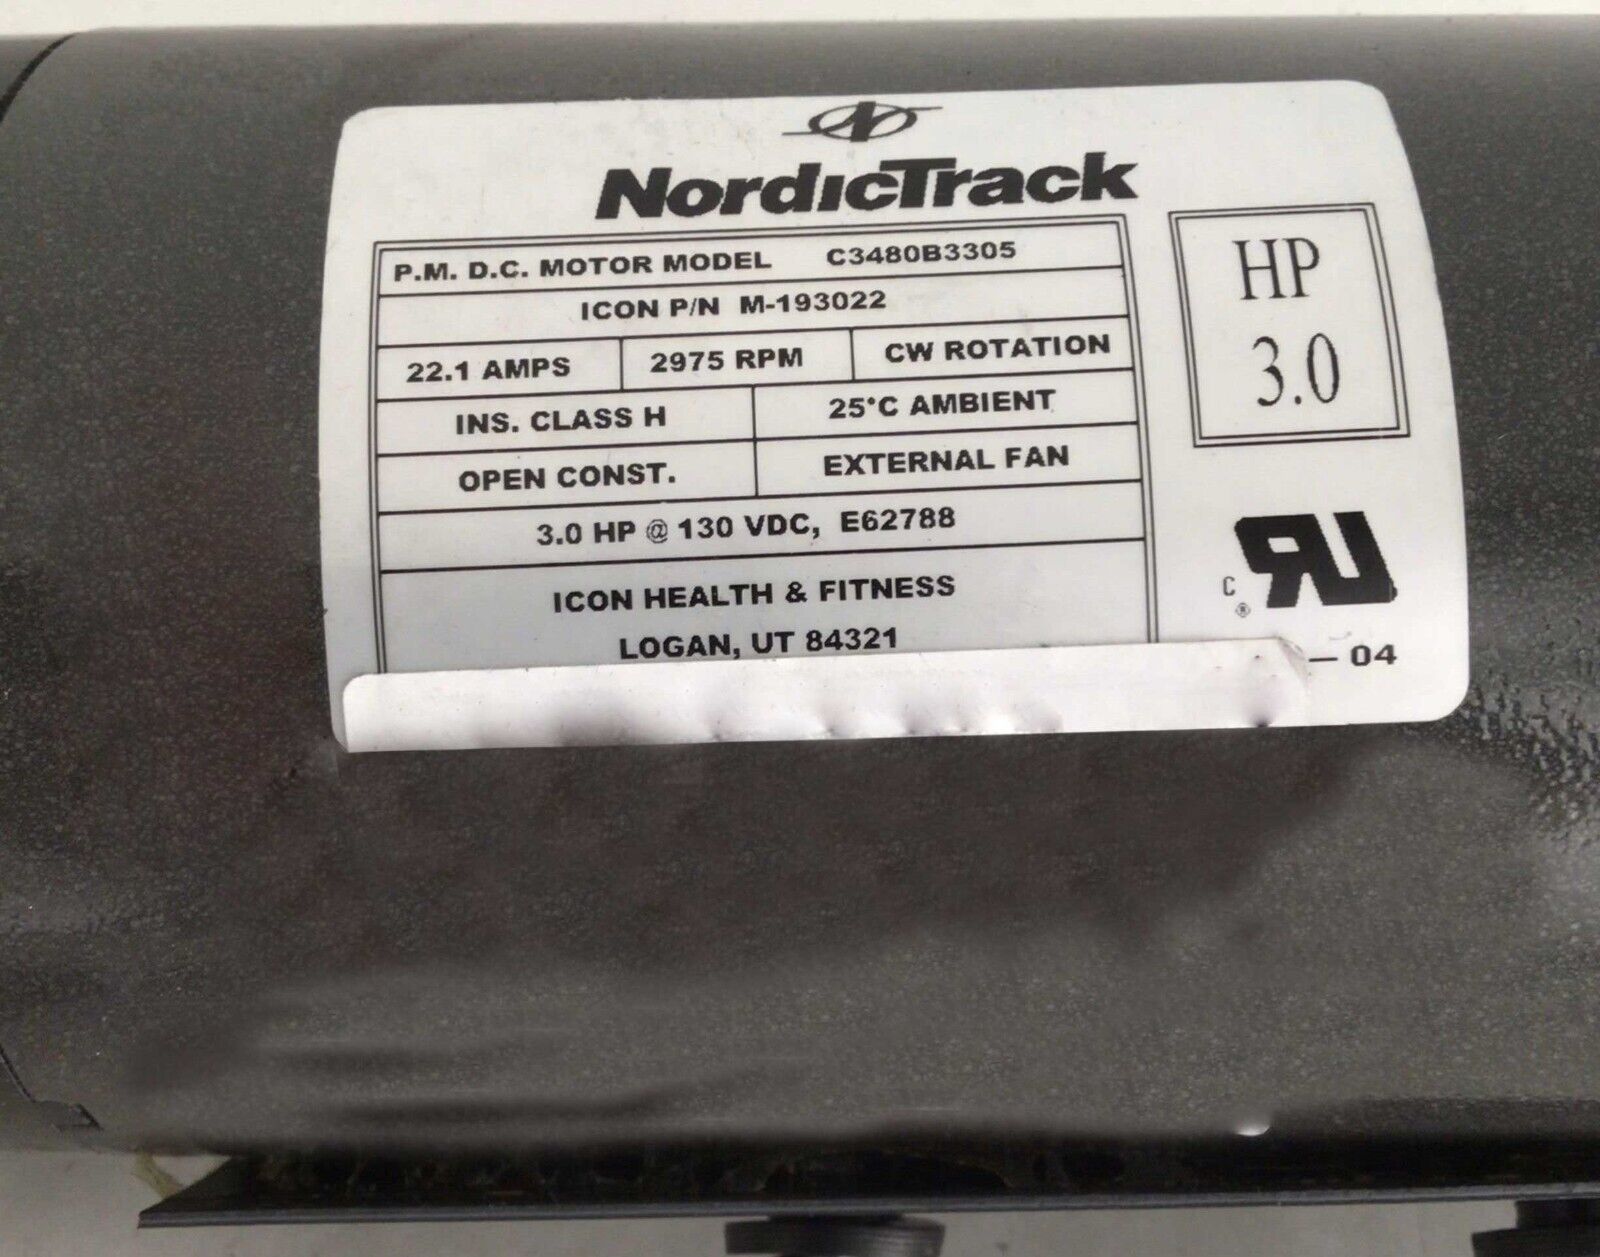 NordicTrack
P.M. D.C. MOTOR MODEL C3480B3305
ICON P/N M-193022
22.1 AMPS 2975 RPM CW ROTATION
INS. CLASS H 25°C AMBIENT
OPEN CONST. EXTERNAL FAN
3.0 HP @ 130 VDC, E62788
ICON HEALTH & FITNESS
LOGAN, UT 84321
HP
3.0
C RU ®
— 04